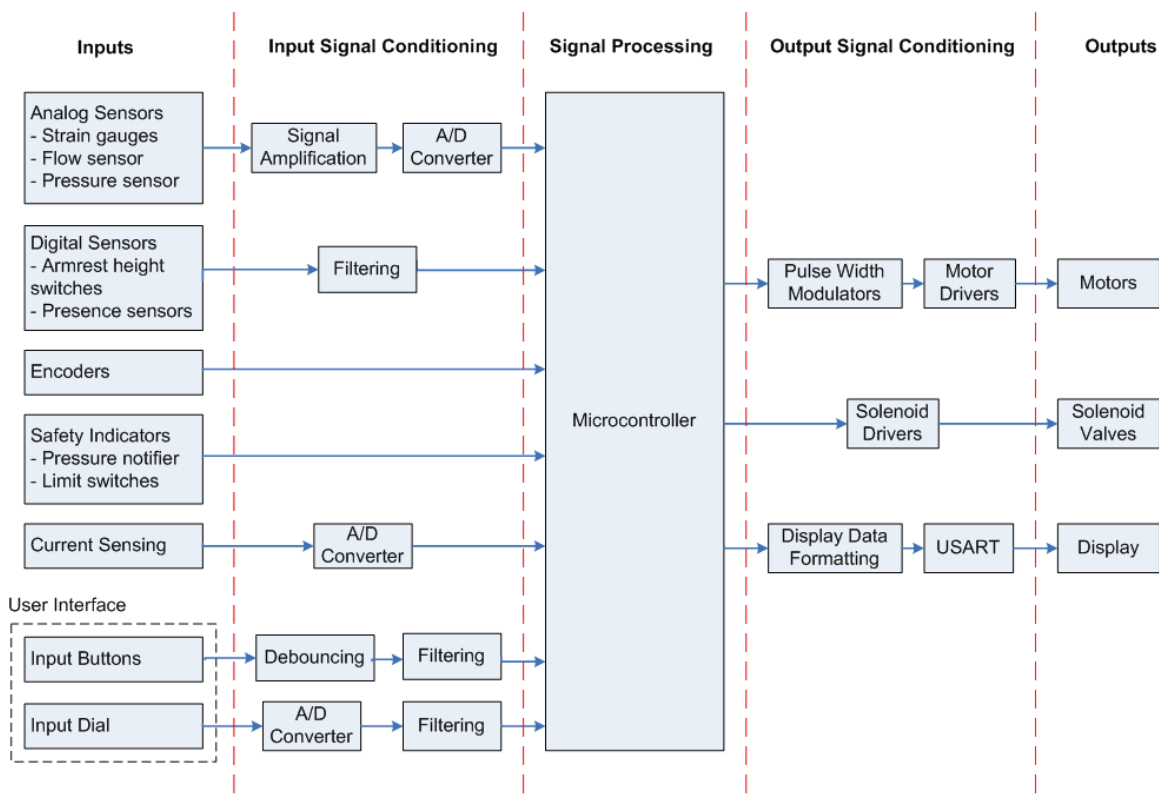 Inputs
Input Signal Conditioning
Signal Processing
Output Signal Conditioning
Outputs
Analog Sensors
- Strain gauges
- Flow sensor
- Pressure sensor
Signal
Amplification
A/D
Converter
Digital Sensors
- Armrest height
switches
- Presence sensors
Filtering
Encoders
Safety Indicators
- Pressure notifier
- Limit switches
Current Sensing
A/D
Converter
User Interface
Input Buttons
Debouncing
Filtering
Input Dial
A/D
Converter
Filtering
Microcontroller
Pulse Width
Modulators
Motor
Drivers
Motors
Solenoid
Drivers
Solenoid
Valves
Display Data
Formatting
USART
Display